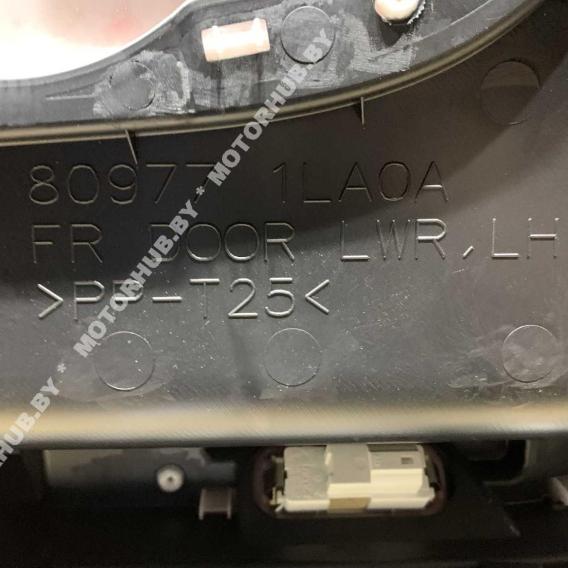 80977 1LA0A
FR DOOR LWR, LH
>PP-T25<
MOTORHUB.BY * MOTORHUB.BY * MOTORHUB.BY